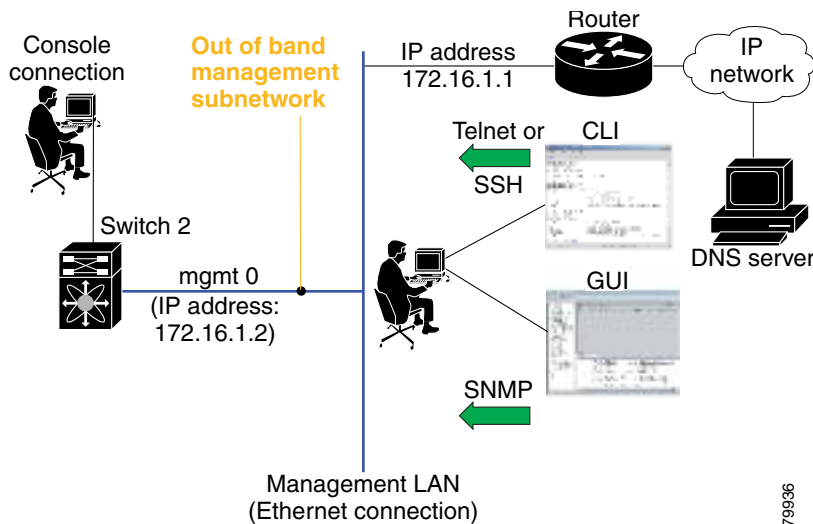 Router
Console
connection
Out of band
management
subnetwork
IP address
172.16.1.1
IP
network
Telnet or
CLI
SSH
Switch 2
DNS server
mgmt 0
(IP address:
172.16.1.2)
GUI
SNMP
Management LAN
(Ethernet connection)
79936